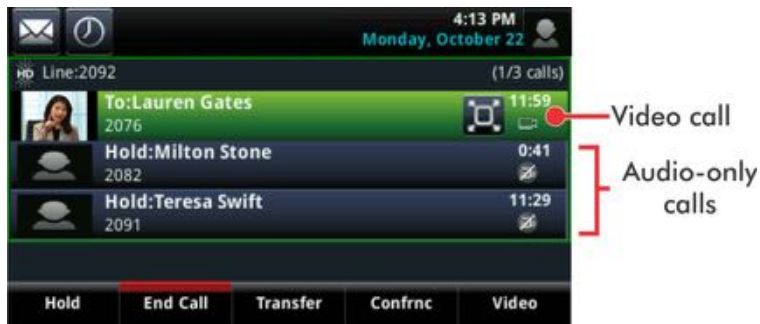 4:13 PM
Monday, October 22
HD Line:2092 (1/3 calls)
To:Lauren Gates 11:59
2076
Hold:Milton Stone 0:41
2082
Hold:Teresa Swift 11:29
2091
Hold End Call Transfer Confrnc Video
Video call
Audio-only
calls